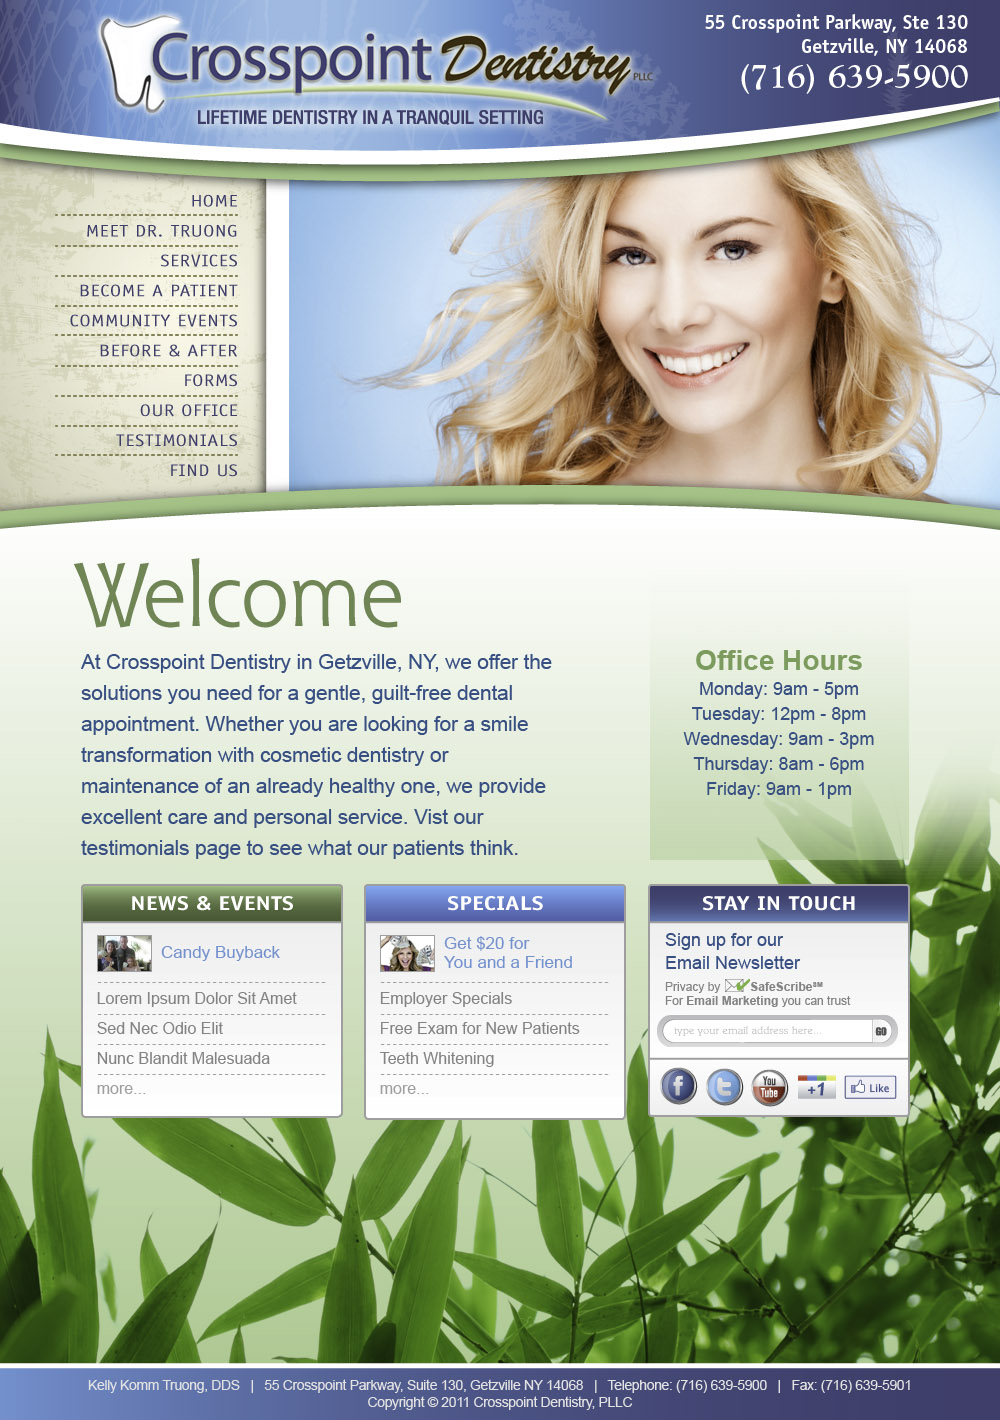 Crosspoint Dentistry PLLC
LIFETIME DENTISTRY IN A TRANQUIL SETTING
55 Crosspoint Parkway, Ste 130
Getzville, NY 14068
(716) 639-5900
HOME
MEET DR. TRUONG
SERVICES
BECOME A PATIENT
COMMUNITY EVENTS
BEFORE & AFTER
FORMS
OUR OFFICE
TESTIMONIALS
FIND US
Welcome
At Crosspoint Dentistry in Getzville, NY, we offer the
solutions you need for a gentle, guilt-free dental
appointment. Whether you are looking for a smile
transformation with cosmetic dentistry or
maintenance of an already healthy one, we provide
excellent care and personal service. Vist our
testimonials page to see what our patients think.
Office Hours
Monday: 9am - 5pm
Tuesday: 12pm - 8pm
Wednesday: 9am - 3pm
Thursday: 8am - 6pm
Friday: 9am - 1pm
NEWS & EVENTS
Candy Buyback
Lorem Ipsum Dolor Sit Amet
Sed Nec Odio Elit
Nunc Blandit Malesuada
more...
SPECIALS
Get $20 for
You and a Friend
Employer Specials
Free Exam for New Patients
Teeth Whitening
more...
STAY IN TOUCH
Sign up for our
Email Newsletter
Privacy by SafeScribe℠
For Email Marketing you can trust
type your email address here...
GO
f t You Tube +1 Like
Kelly Komm Truong, DDS | 55 Crosspoint Parkway, Suite 130, Getzville NY 14068 | Telephone: (716) 639-5900 | Fax: (716) 639-5901
Copyright © 2011 Crosspoint Dentistry, PLLC